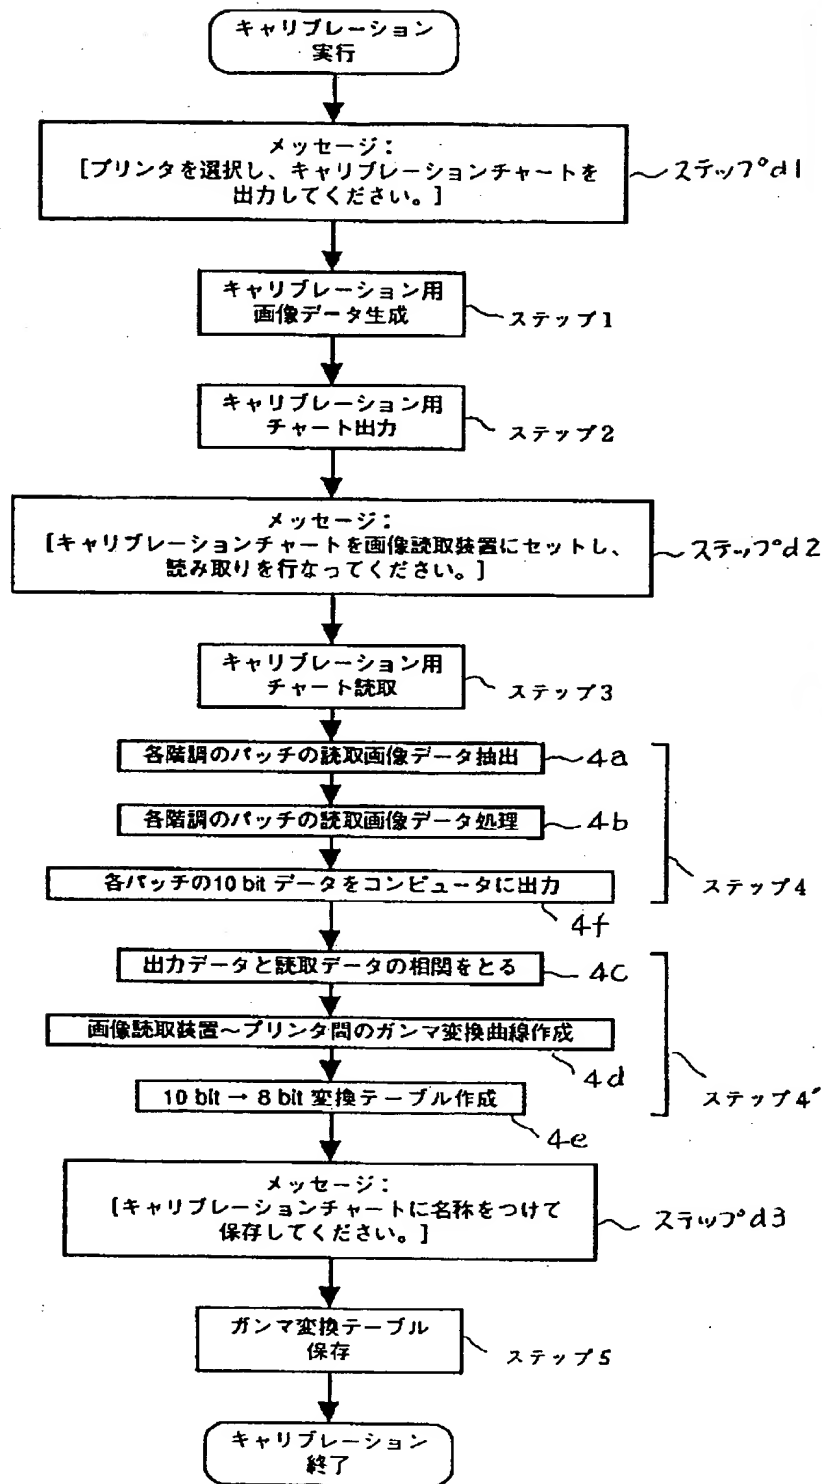 キャリブレーション
実行
メッセージ:
[プリンタを選択し、キャリブレーションチャートを
出力してください。]
ステップd1
キャリブレーション用
画像データ生成
ステップ1
キャリブレーション用
チャート出力
ステップ2
メッセージ:
[キャリブレーションチャートを画像読取装置にセットし、
読み取りを行なってください。]
ステップd2
キャリブレーション用
チャート読取
ステップ3
各階調のパッチの読取画像データ抽出
4a
各階調のパッチの読取画像データ処理
4b
各パッチの10 bit データをコンピュータに出力
4f
ステップ4
出力データと読取データの相関をとる
4c
画像読取装置~プリンタ間のガンマ変換曲線作成
4d
10 bit → 8 bit 変換テーブル作成
4e
ステップ4'
メッセージ:
[キャリブレーションチャートに名称をつけて
保存してください。]
ステップd3
ガンマ変換テーブル
保存
ステップ5
キャリブレーション
終了